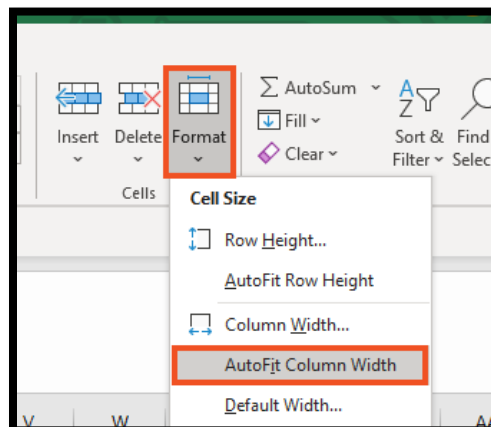 Insert
Delete
Format
AutoSum
Fill
Clear
Sort &
Filter
Find
Selec
Cells
Cell Size
Row Height...
AutoFit Row Height
Column Width...
AutoFit Column Width
Default Width...
V
W